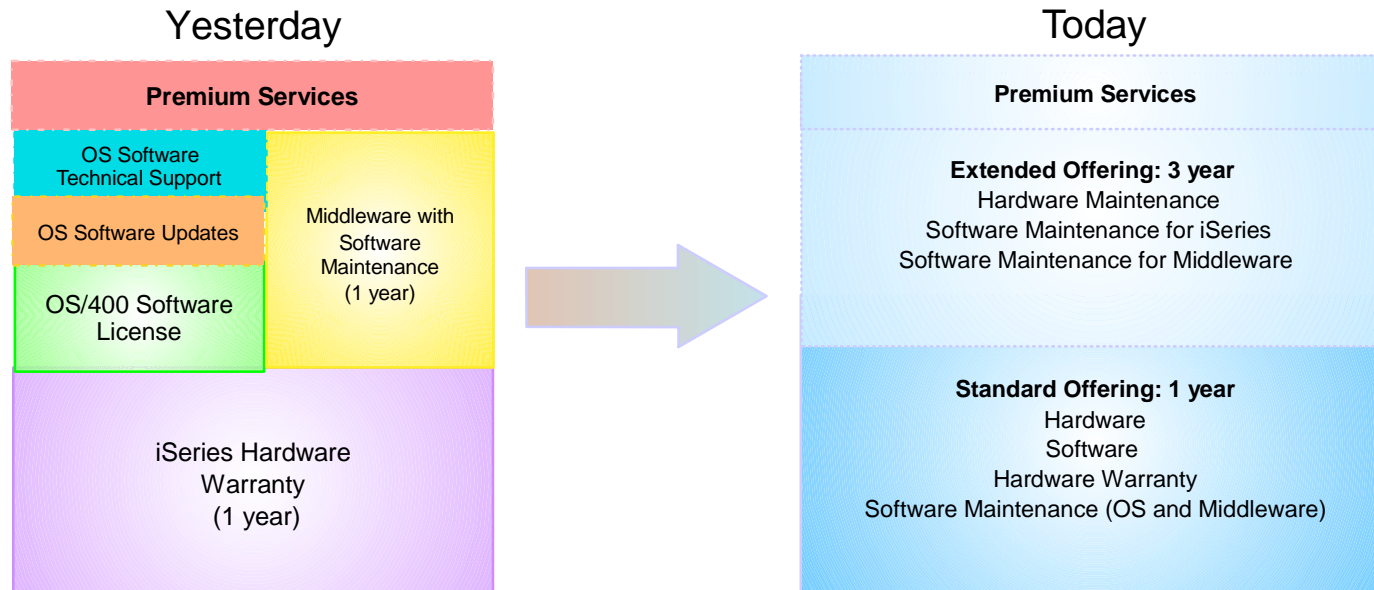 Yesterday
Premium Services
OS Software
Technical Support
OS Software Updates
OS/400 Software
License
Middleware with
Software
Maintenance
(1 year)
iSeries Hardware
Warranty
(1 year)
Today
Premium Services
Extended Offering: 3 year
Hardware Maintenance
Software Maintenance for iSeries
Software Maintenance for Middleware
Standard Offering: 1 year
Hardware
Software
Hardware Warranty
Software Maintenance (OS and Middleware)